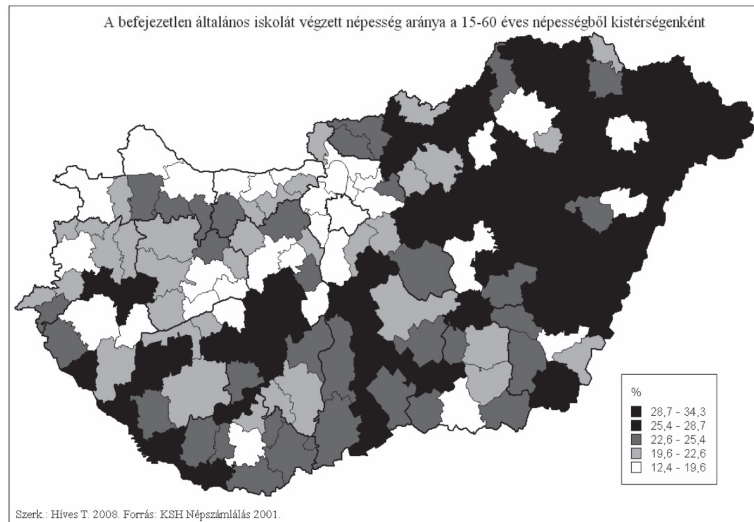 A befejezetlen általános iskolát végzett népesség aránya a 15-60 éves népességből kistérségenként
%
28,7 - 34,3
25,4 - 28,7
22,6 - 25,4
19,6 - 22,6
12,4 - 19,6
Szerk.: Híves T. 2008. Forrás: KSH Népszámlálás 2001.